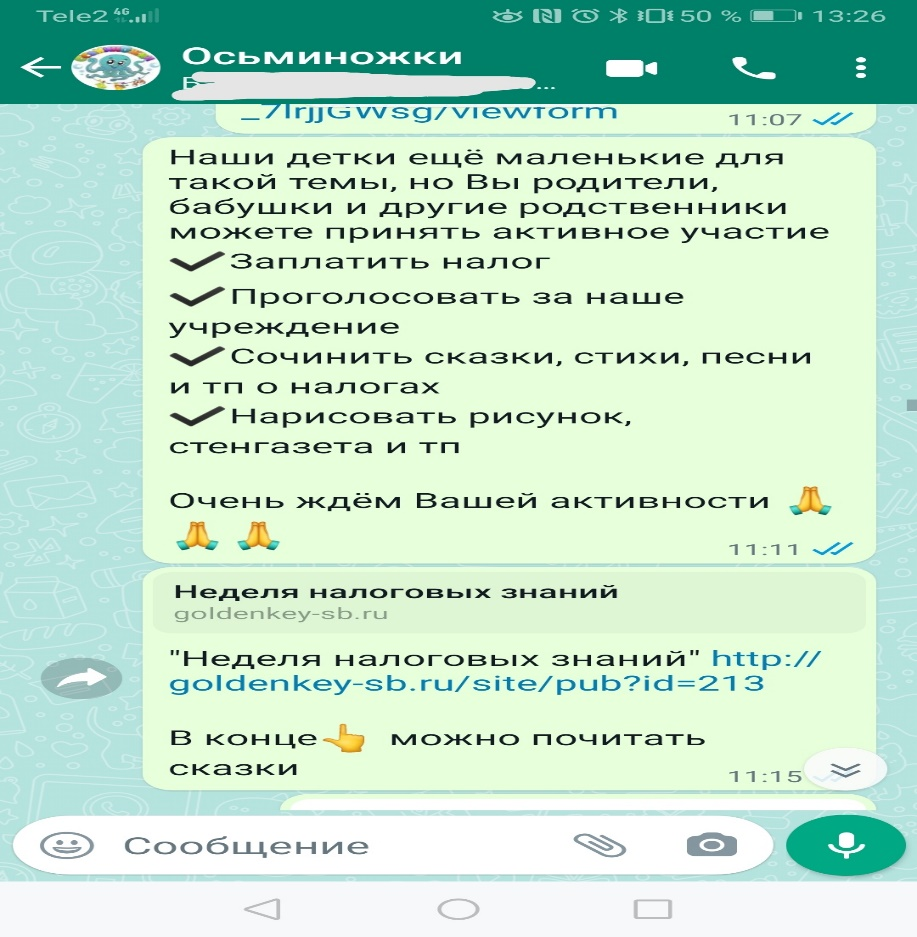 Tele2 4G 50 % 13:26
Осьминожки
...
_7lrjjGWsg/viewform 11:07
Наши детки ещё маленькие для
такой темы, но Вы родители,
бабушки и другие родственники
можете принять активное участие
✔Заплатить налог
✔Проголосовать за наше
учреждение
✔Сочинить сказки, стихи, песни
и тп о налогах
✔Нарисовать рисунок,
стенгазета и тп
Очень ждём Вашей активности 🙏
🙏 🙏 11:11
Неделя налоговых знаний
goldenkey-sb.ru
"Неделя налоговых знаний" http://
goldenkey-sb.ru/site/pub?id=213
В конце👆 можно почитать
сказки 11:15
Сообщение